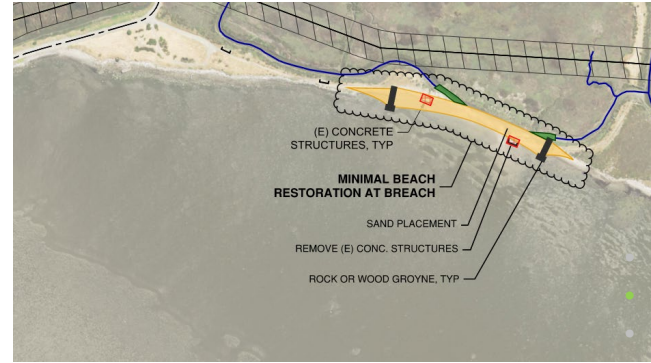 (E) CONCRETE
STRUCTURES, TYP
MINIMAL BEACH
RESTORATION AT BREACH
SAND PLACEMENT
REMOVE (E) CONC. STRUCTURES
ROCK OR WOOD GROYNE, TYP